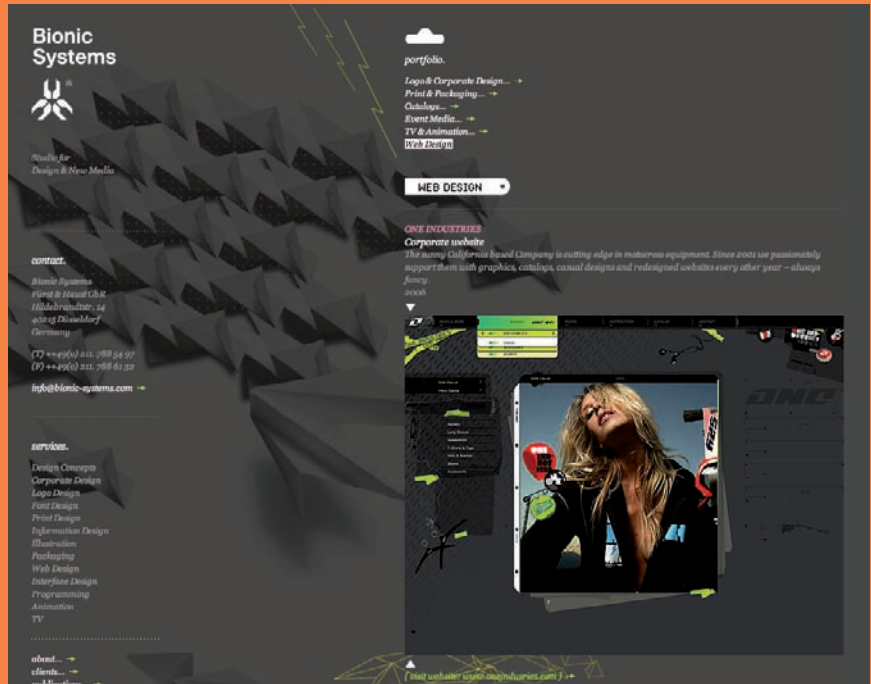 Bionic
Systems
Studio for
Design & New Media
contact.
Bionic Systems
Fürst & Haust GbR
Hildebrandtstr. 14
40215 Düsseldorf
Germany
(T) ++49(0) 211. 788 54 97
(F) ++49(0) 211. 788 61 32
info@bionic-systems.com
services.
Design Concepts
Corporate Design
Logo Design
Font Design
Print Design
Information Design
Illustration
Packaging
Web Design
Interface Design
Programming
Animation
TV
about...
clients...
portfolio.
Logo & Corporate Design...
Print & Packaging...
Catalogs...
Event Media...
TV & Animation...
Web Design
WEB DESIGN
ONE INDUSTRIES
Corporate website
The sunny California based Company is cutting edge in motocross equipment. Since 2001 we passionately
support them with graphics, catalogs, casual designs and redesigned websites every other year – always
fancy.
2006
ONE
( visit website: www.oneindustries.com )